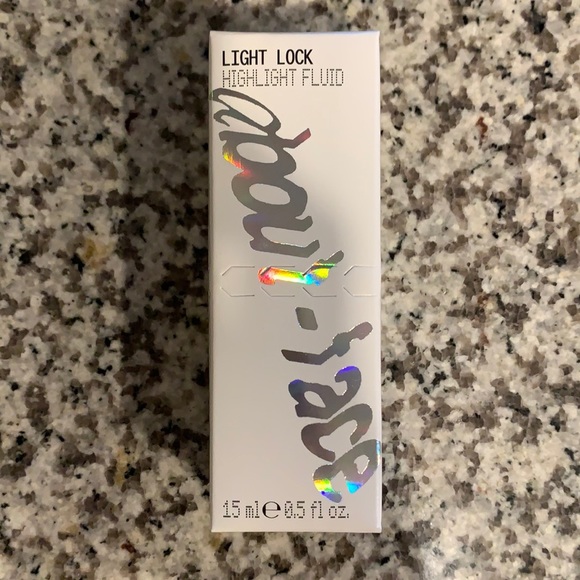 LIGHT LOCK
HIGHLIGHT FLUID
about-face
15 ml ℮ 0.5 fl oz.